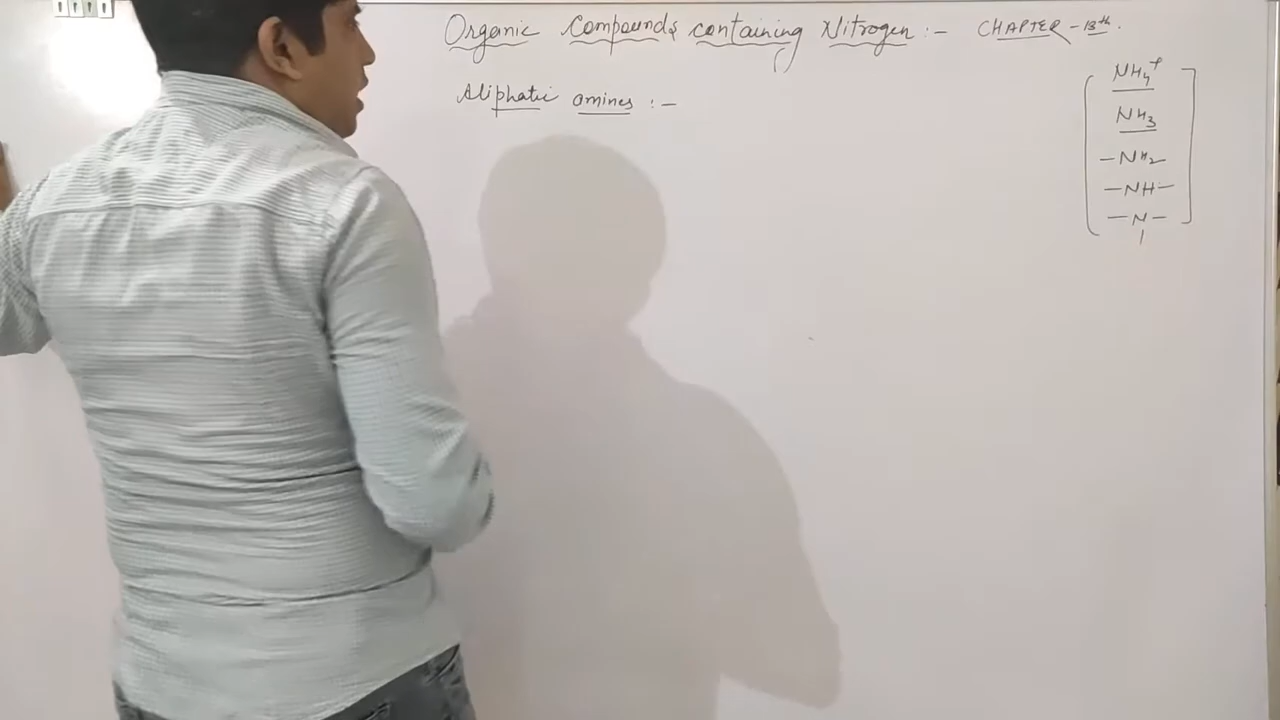 Organic Compounds containing Nitrogen :- CHAPTER-13th.
Aliphatic amines :-
NH4+
NH3
-NH2
-NH-
-N-